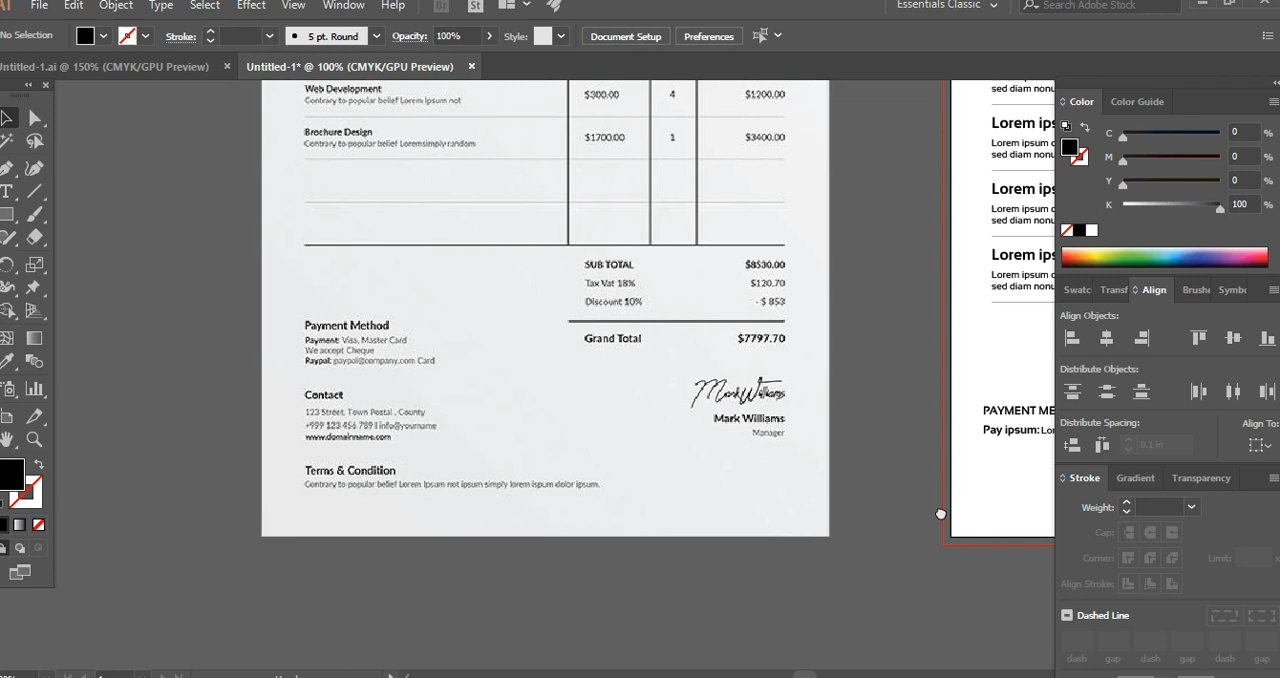 File Edit Object Type Select Effect View Window Help Br St Essentials Classic Search Adobe Stock
No Selection Stroke: 5 pt. Round Opacity: 100% Style: Document Setup Preferences
Untitled-1.ai @ 150% (CMYK/GPU Preview) × Untitled-1* @ 100% (CMYK/GPU Preview) ×
Web Development
Contrary to popular belief Lorem Ipsum not
$300.00 4 $1200.00
Brochure Design
Contrary to popular belief Loremsimply random
$1700.00 1 $3400.00
SUB TOTAL $8530.00
Tax Vat 18% $120.70
Discount 10% - $ 853
Grand Total $7797.70
Payment Method
Payment: Visa, Master Card
We accept Cheque
Paypal: paypal@company.com Card
Contact
123 Street, Town Postal , County
+999 123 456 789 I info@yourname
www.domainname.com
Mark Williams
Mark Williams
Manager
Terms & Condition
Contrary to popular belief Lorem Ipsum not ipsum simply lorem ispum dolor ipsum.
sed diam nonu
Lorem ips
Lorem ips
sed diam nonu
Lorem ips
Lorem ips
sed diam nonu
Lorem ips
Lorem ips
sed diam nonu
PAYMENT ME
Pay ipsum: Lor
Color Color Guide
C 0 %
M 0 %
Y 0 %
K 100 %
Swatc Transf Align Brushe Symbo
Align Objects:
Distribute Objects:
Distribute Spacing: Align To:
0.1 in
Stroke Gradient Transparency
Weight:
Cap:
Corner: Limit:
Align Stroke:
Dashed Line
dash gap dash gap dash gap